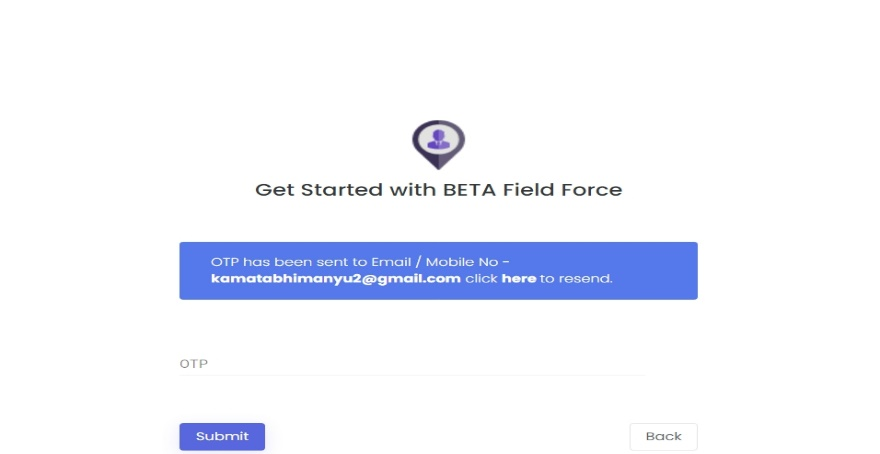 Get Started with BETA Field Force
OTP has been sent to Email / Mobile No -
kamatabhimanyu2@gmail.com click here to resend.
OTP
Submit
Back